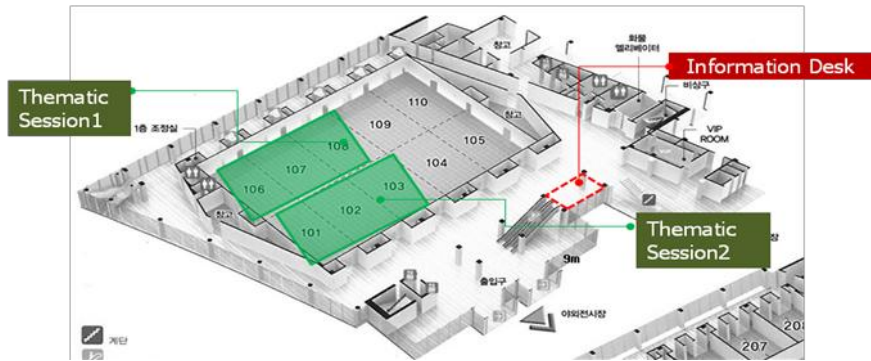 창고
화물
엘리베이터
Information Desk
비상구
Thematic
Session1
1층 조정실
110
109
108
107
106
105
104
103
102
101
창고
창고
VIP
ROOM
Thematic
Session2
9m
출입구
야외전시장
장
계단
207
208